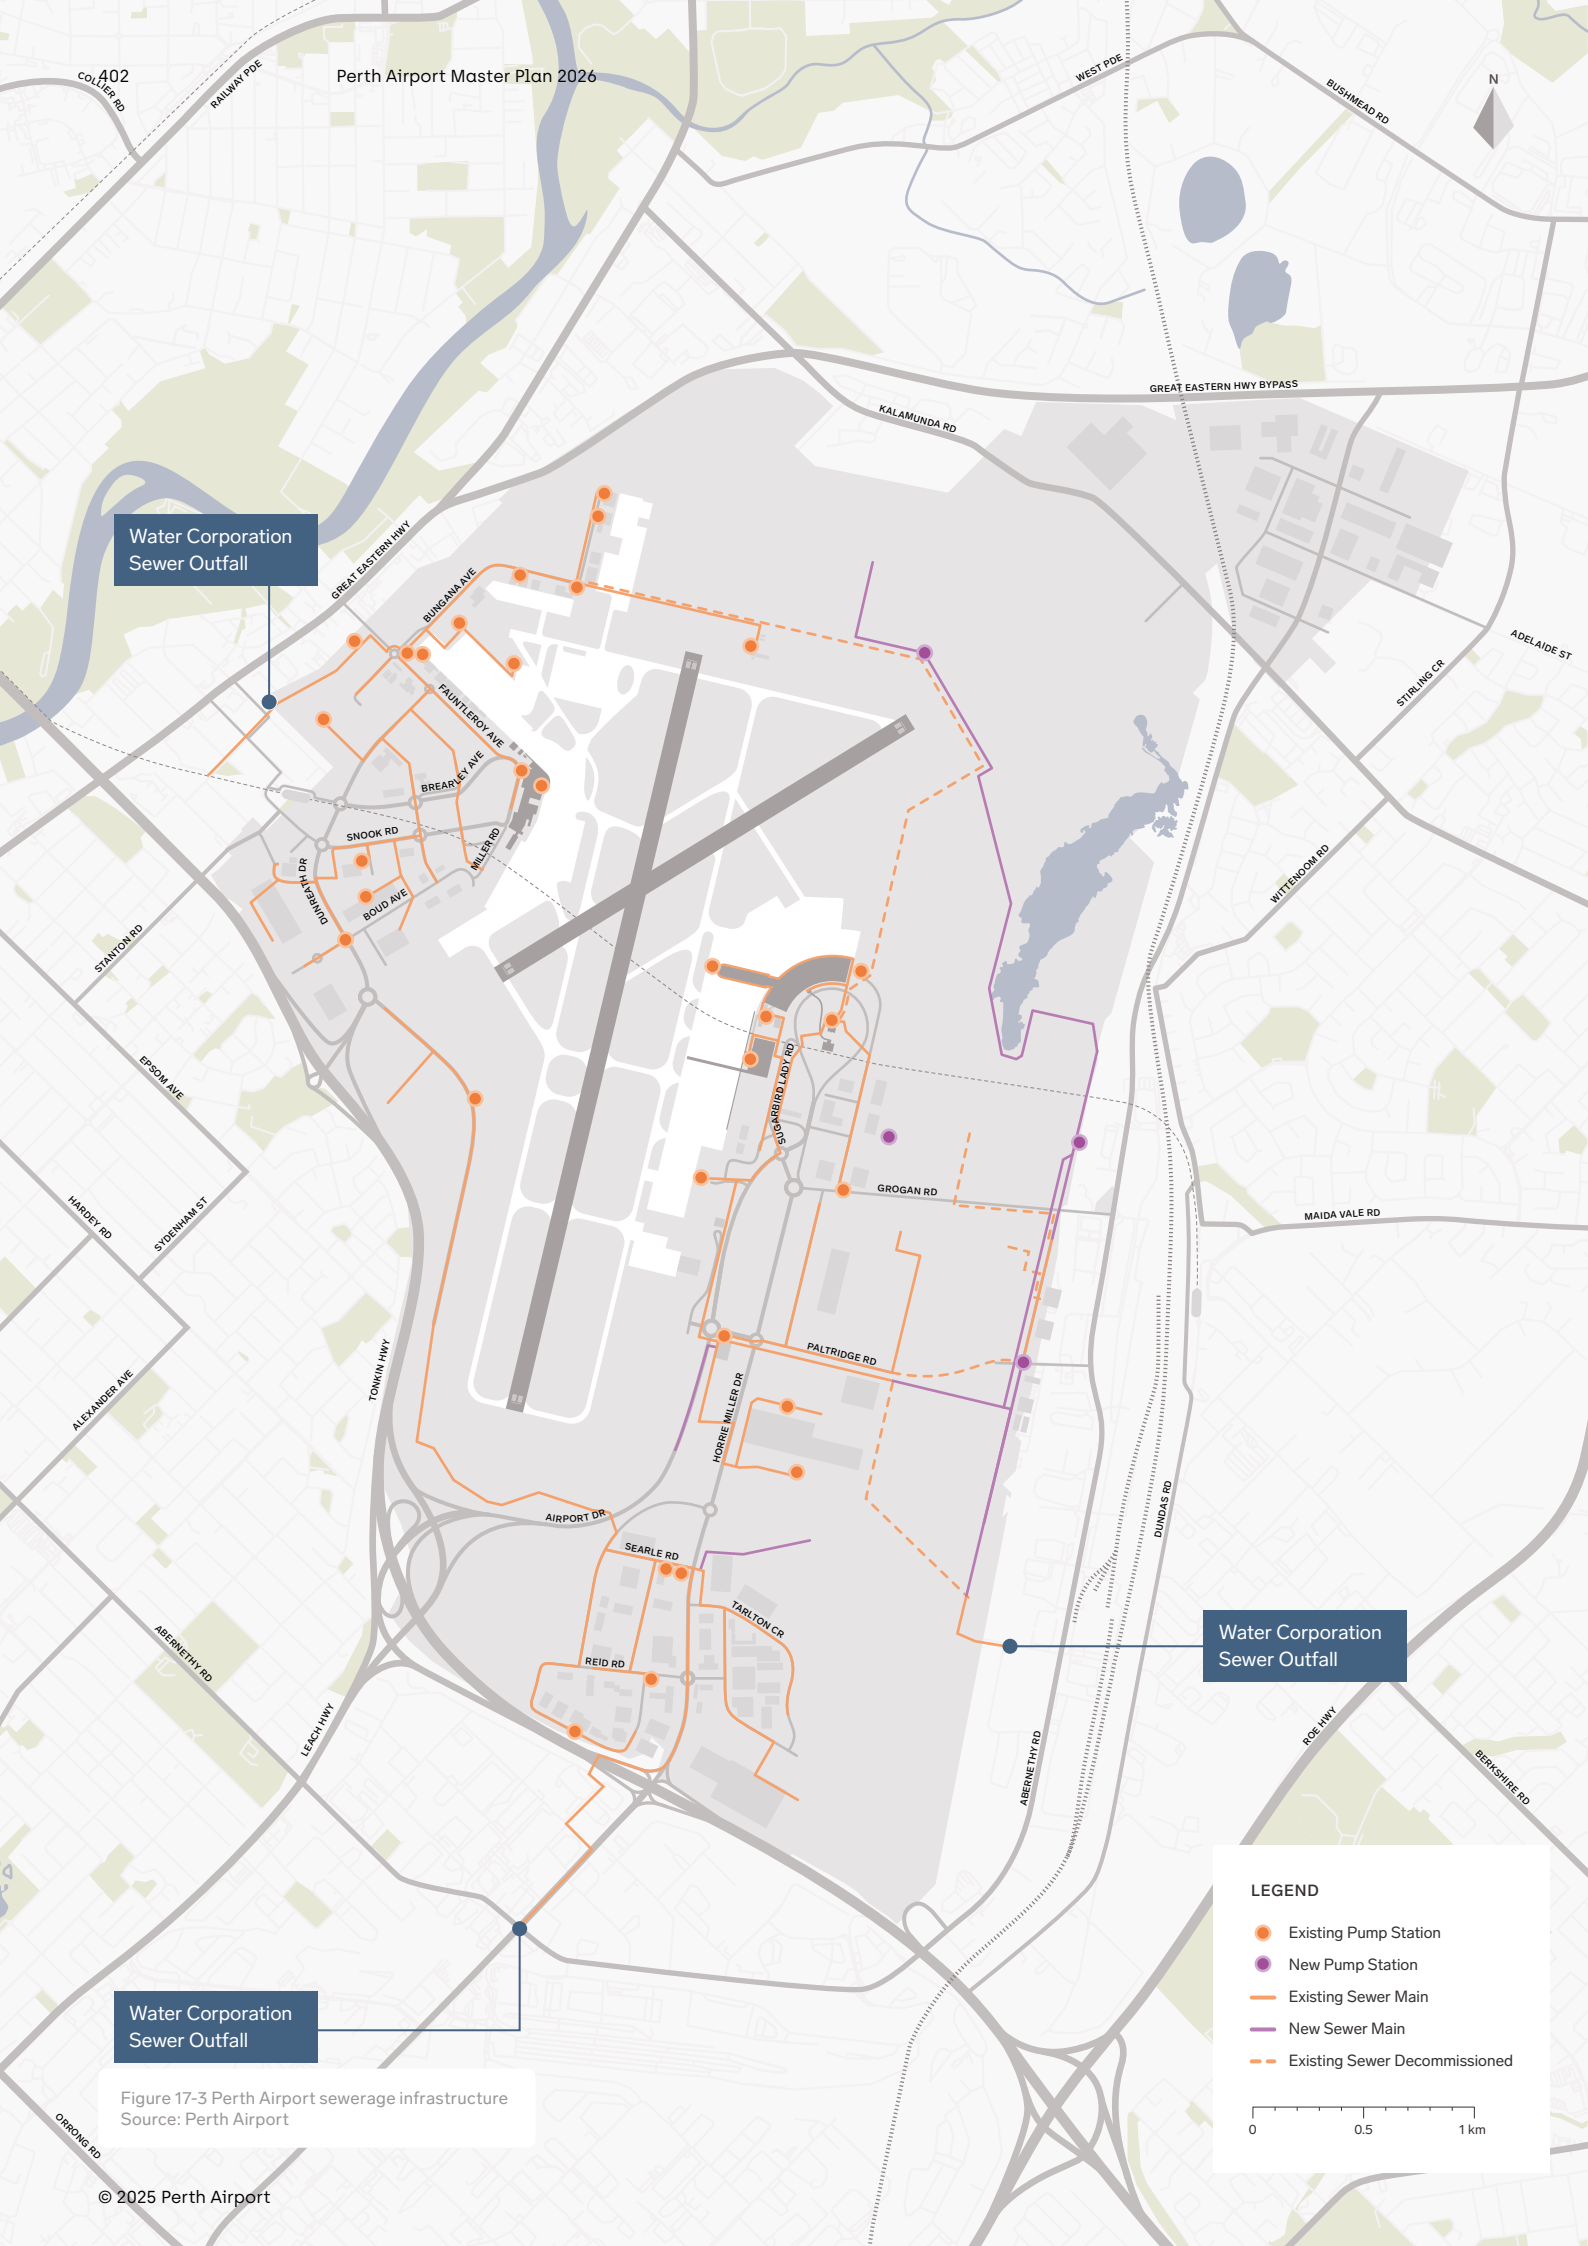 402
Perth Airport Master Plan 2026
COLLIER RD
RAILWAY PDE
WEST PDE
BUSHMEAD RD
N
GREAT EASTERN HWY BYPASS
KALAMUNDA RD
Water Corporation
Sewer Outfall
GREAT EASTERN HWY
BUNGANA AVE
ADELAIDE ST
STIRLING CR
FAUNTLEROY AVE
BREARLEY AVE
SNOOK RD
MILLER RD
DUNREATH DR
BOUD AVE
WITTENOOM RD
STANTON RD
EPSOM AVE
SUGARBIRD LADY RD
GROGAN RD
MAIDA VALE RD
HARDEY RD
SYDENHAM ST
TONKIN HWY
ALEXANDER AVE
PALTRIDGE RD
HORRIE MILLER DR
DUNDAS RD
AIRPORT DR
SEARLE RD
TARLTON CR
REID RD
ABERNETHY RD
LEACH HWY
Water Corporation
Sewer Outfall
ABERNETHY RD
ROE HWY
BERKSHIRE RD
Water Corporation
Sewer Outfall
LEGEND
Existing Pump Station
New Pump Station
Existing Sewer Main
New Sewer Main
Existing Sewer Decommissioned
0 0.5 1 km
Figure 17-3 Perth Airport sewerage infrastructure
Source: Perth Airport
ORRONG RD
© 2025 Perth Airport